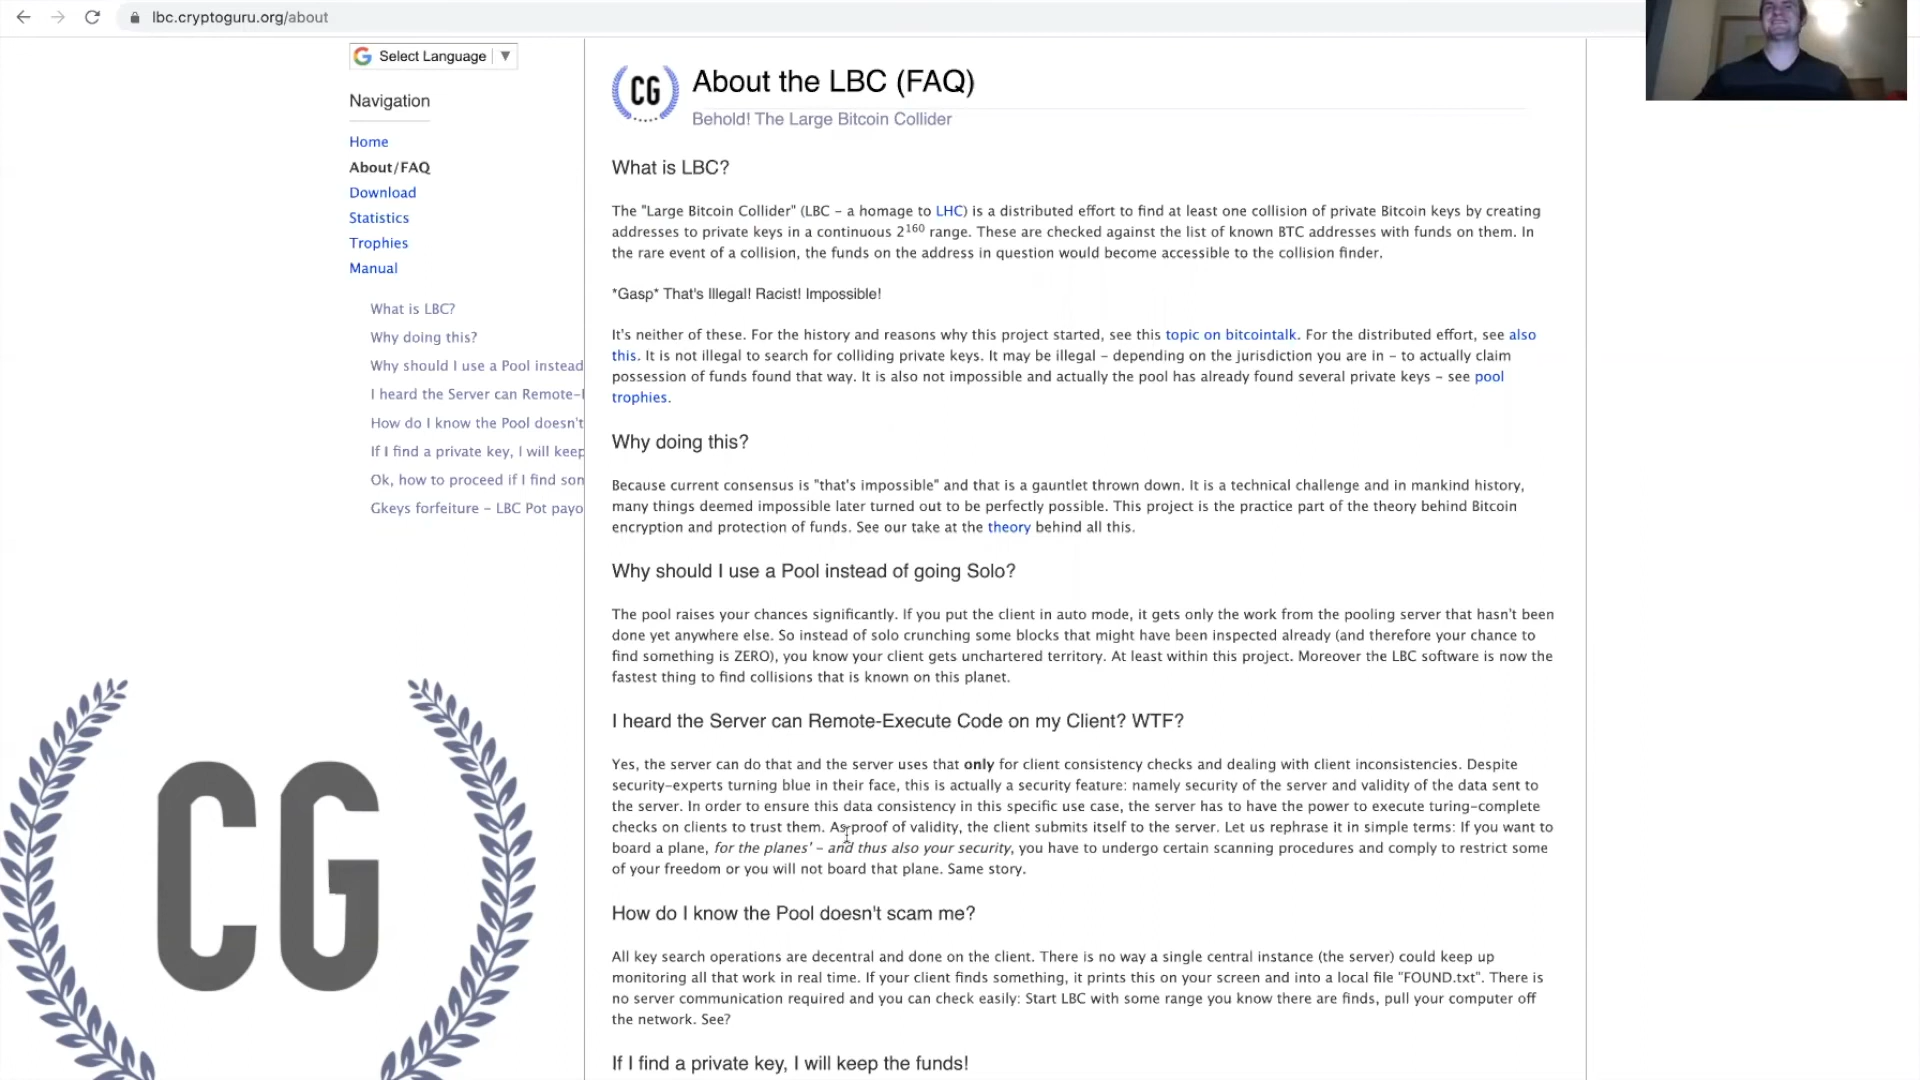 lbc.cryptoguru.org/about
Select Language ▼
Navigation
Home
About/FAQ
Download
Statistics
Trophies
Manual
What is LBC?
Why doing this?
Why should I use a Pool instead
I heard the Server can Remote-
How do I know the Pool doesn't
If I find a private key, I will keep
Ok, how to proceed if I find son
Gkeys forfeiture – LBC Pot payo
CG
CG
About the LBC (FAQ)
Behold! The Large Bitcoin Collider
What is LBC?
The "Large Bitcoin Collider" (LBC – a homage to LHC) is a distributed effort to find at least one collision of private Bitcoin keys by creating
addresses to private keys in a continuous 2^160 range. These are checked against the list of known BTC addresses with funds on them. In
the rare event of a collision, the funds on the address in question would become accessible to the collision finder.
*Gasp* That's Illegal! Racist! Impossible!
It's neither of these. For the history and reasons why this project started, see this topic on bitcointalk. For the distributed effort, see also
this. It is not illegal to search for colliding private keys. It may be illegal – depending on the jurisdiction you are in – to actually claim
possession of funds found that way. It is also not impossible and actually the pool has already found several private keys – see pool
trophies.
Why doing this?
Because current consensus is "that's impossible" and that is a gauntlet thrown down. It is a technical challenge and in mankind history,
many things deemed impossible later turned out to be perfectly possible. This project is the practice part of the theory behind Bitcoin
encryption and protection of funds. See our take at the theory behind all this.
Why should I use a Pool instead of going Solo?
The pool raises your chances significantly. If you put the client in auto mode, it gets only the work from the pooling server that hasn't been
done yet anywhere else. So instead of solo crunching some blocks that might have been inspected already (and therefore your chance to
find something is ZERO), you know your client gets unchartered territory. At least within this project. Moreover the LBC software is now the
fastest thing to find collisions that is known on this planet.
I heard the Server can Remote-Execute Code on my Client? WTF?
Yes, the server can do that and the server uses that only for client consistency checks and dealing with client inconsistencies. Despite
security-experts turning blue in their face, this is actually a security feature: namely security of the server and validity of the data sent to
the server. In order to ensure this data consistency in this specific use case, the server has to have the power to execute turing-complete
checks on clients to trust them. As proof of validity, the client submits itself to the server. Let us rephrase it in simple terms: If you want to
board a plane, for the planes' – and thus also your security, you have to undergo certain scanning procedures and comply to restrict some
of your freedom or you will not board that plane. Same story.
How do I know the Pool doesn't scam me?
All key search operations are decentral and done on the client. There is no way a single central instance (the server) could keep up
monitoring all that work in real time. If your client finds something, it prints this on your screen and into a local file "FOUND.txt". There is
no server communication required and you can check easily: Start LBC with some range you know there are finds, pull your computer off
the network. See?
If I find a private key, I will keep the funds!